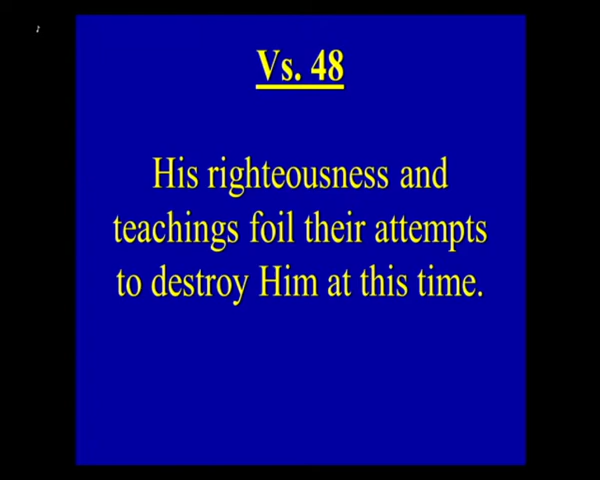 Vs. 48
His righteousness and
teachings foil their attempts
to destroy Him at this time.